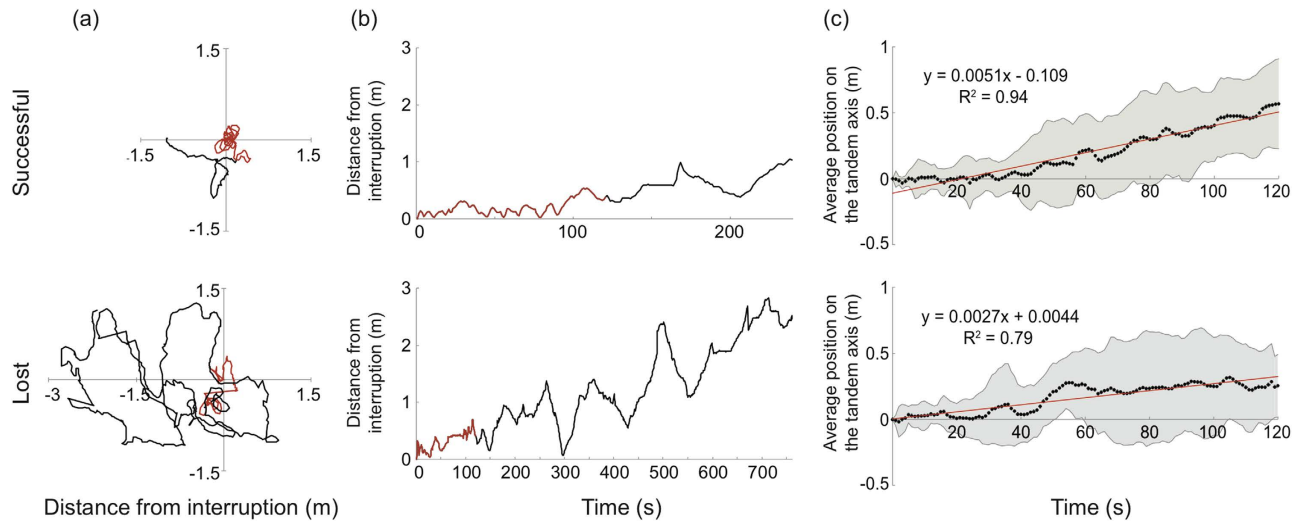 (a)
(b)
(c)
Successful
1.5
-1.5
1.5
-1.5
Distance from
interruption (m)
3
2
1
0
0
100
200
Average position on
the tandem axis (m)
1
0.5
0
-0.5
y = 0.0051x - 0.109
R² = 0.94
20
40
60
80
100
120
Lost
1.5
-3
-1.5
1.5
-1.5
Distance from interruption (m)
Distance from
interruption (m)
3
2
1
0
0
100
200
300
400
500
600
700
Time (s)
Average position on
the tandem axis (m)
1
0.5
0
-0.5
y = 0.0027x + 0.0044
R² = 0.79
20
40
60
80
100
120
Time (s)